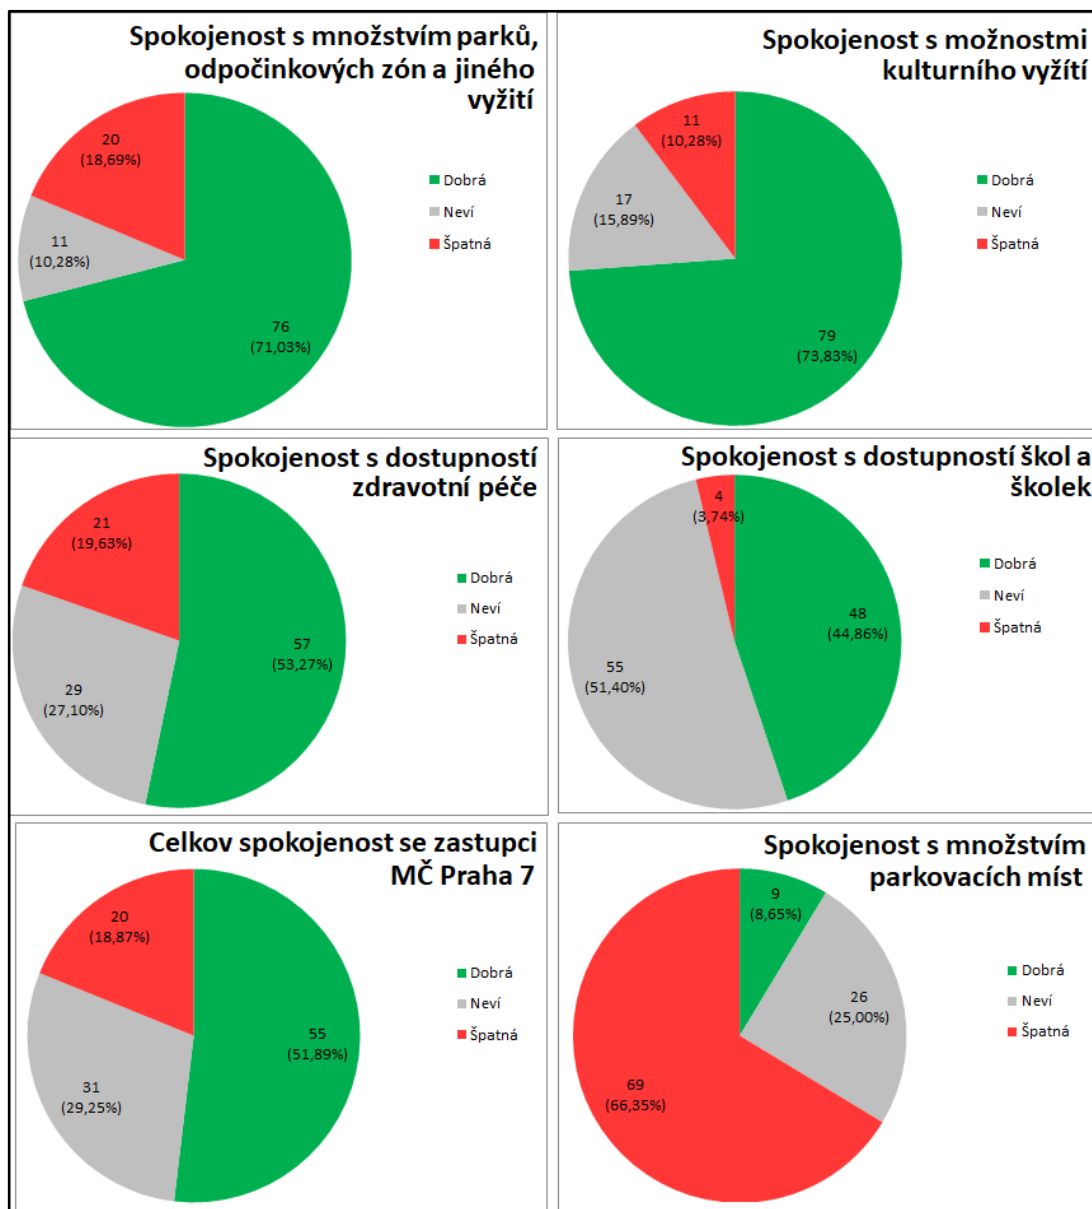 Spokojenost s množstvím parků,
odpočinkových zón a jiného
vyžití
20
(18,69%)
11
(10,28%)
76
(71,03%)
Dobrá
Neví
Špatná
Spokojenost s možnostmi
kulturního vyžítí
11
(10,28%)
17
(15,89%)
79
(73,83%)
Dobrá
Neví
Špatná
Spokojenost s dostupností
zdravotní péče
21
(19,63%)
29
(27,10%)
57
(53,27%)
Dobrá
Neví
Špatná
Spokojenost s dostupností škol a
školek
4
(3,74%)
48
(44,86%)
55
(51,40%)
Dobrá
Neví
Špatná
Celkov spokojenost se zastupci
MČ Praha 7
20
(18,87%)
55
(51,89%)
31
(29,25%)
Dobrá
Neví
Špatná
Spokojenost s množstvím
parkovacích míst
9
(8,65%)
26
(25,00%)
69
(66,35%)
Dobrá
Neví
Špatná